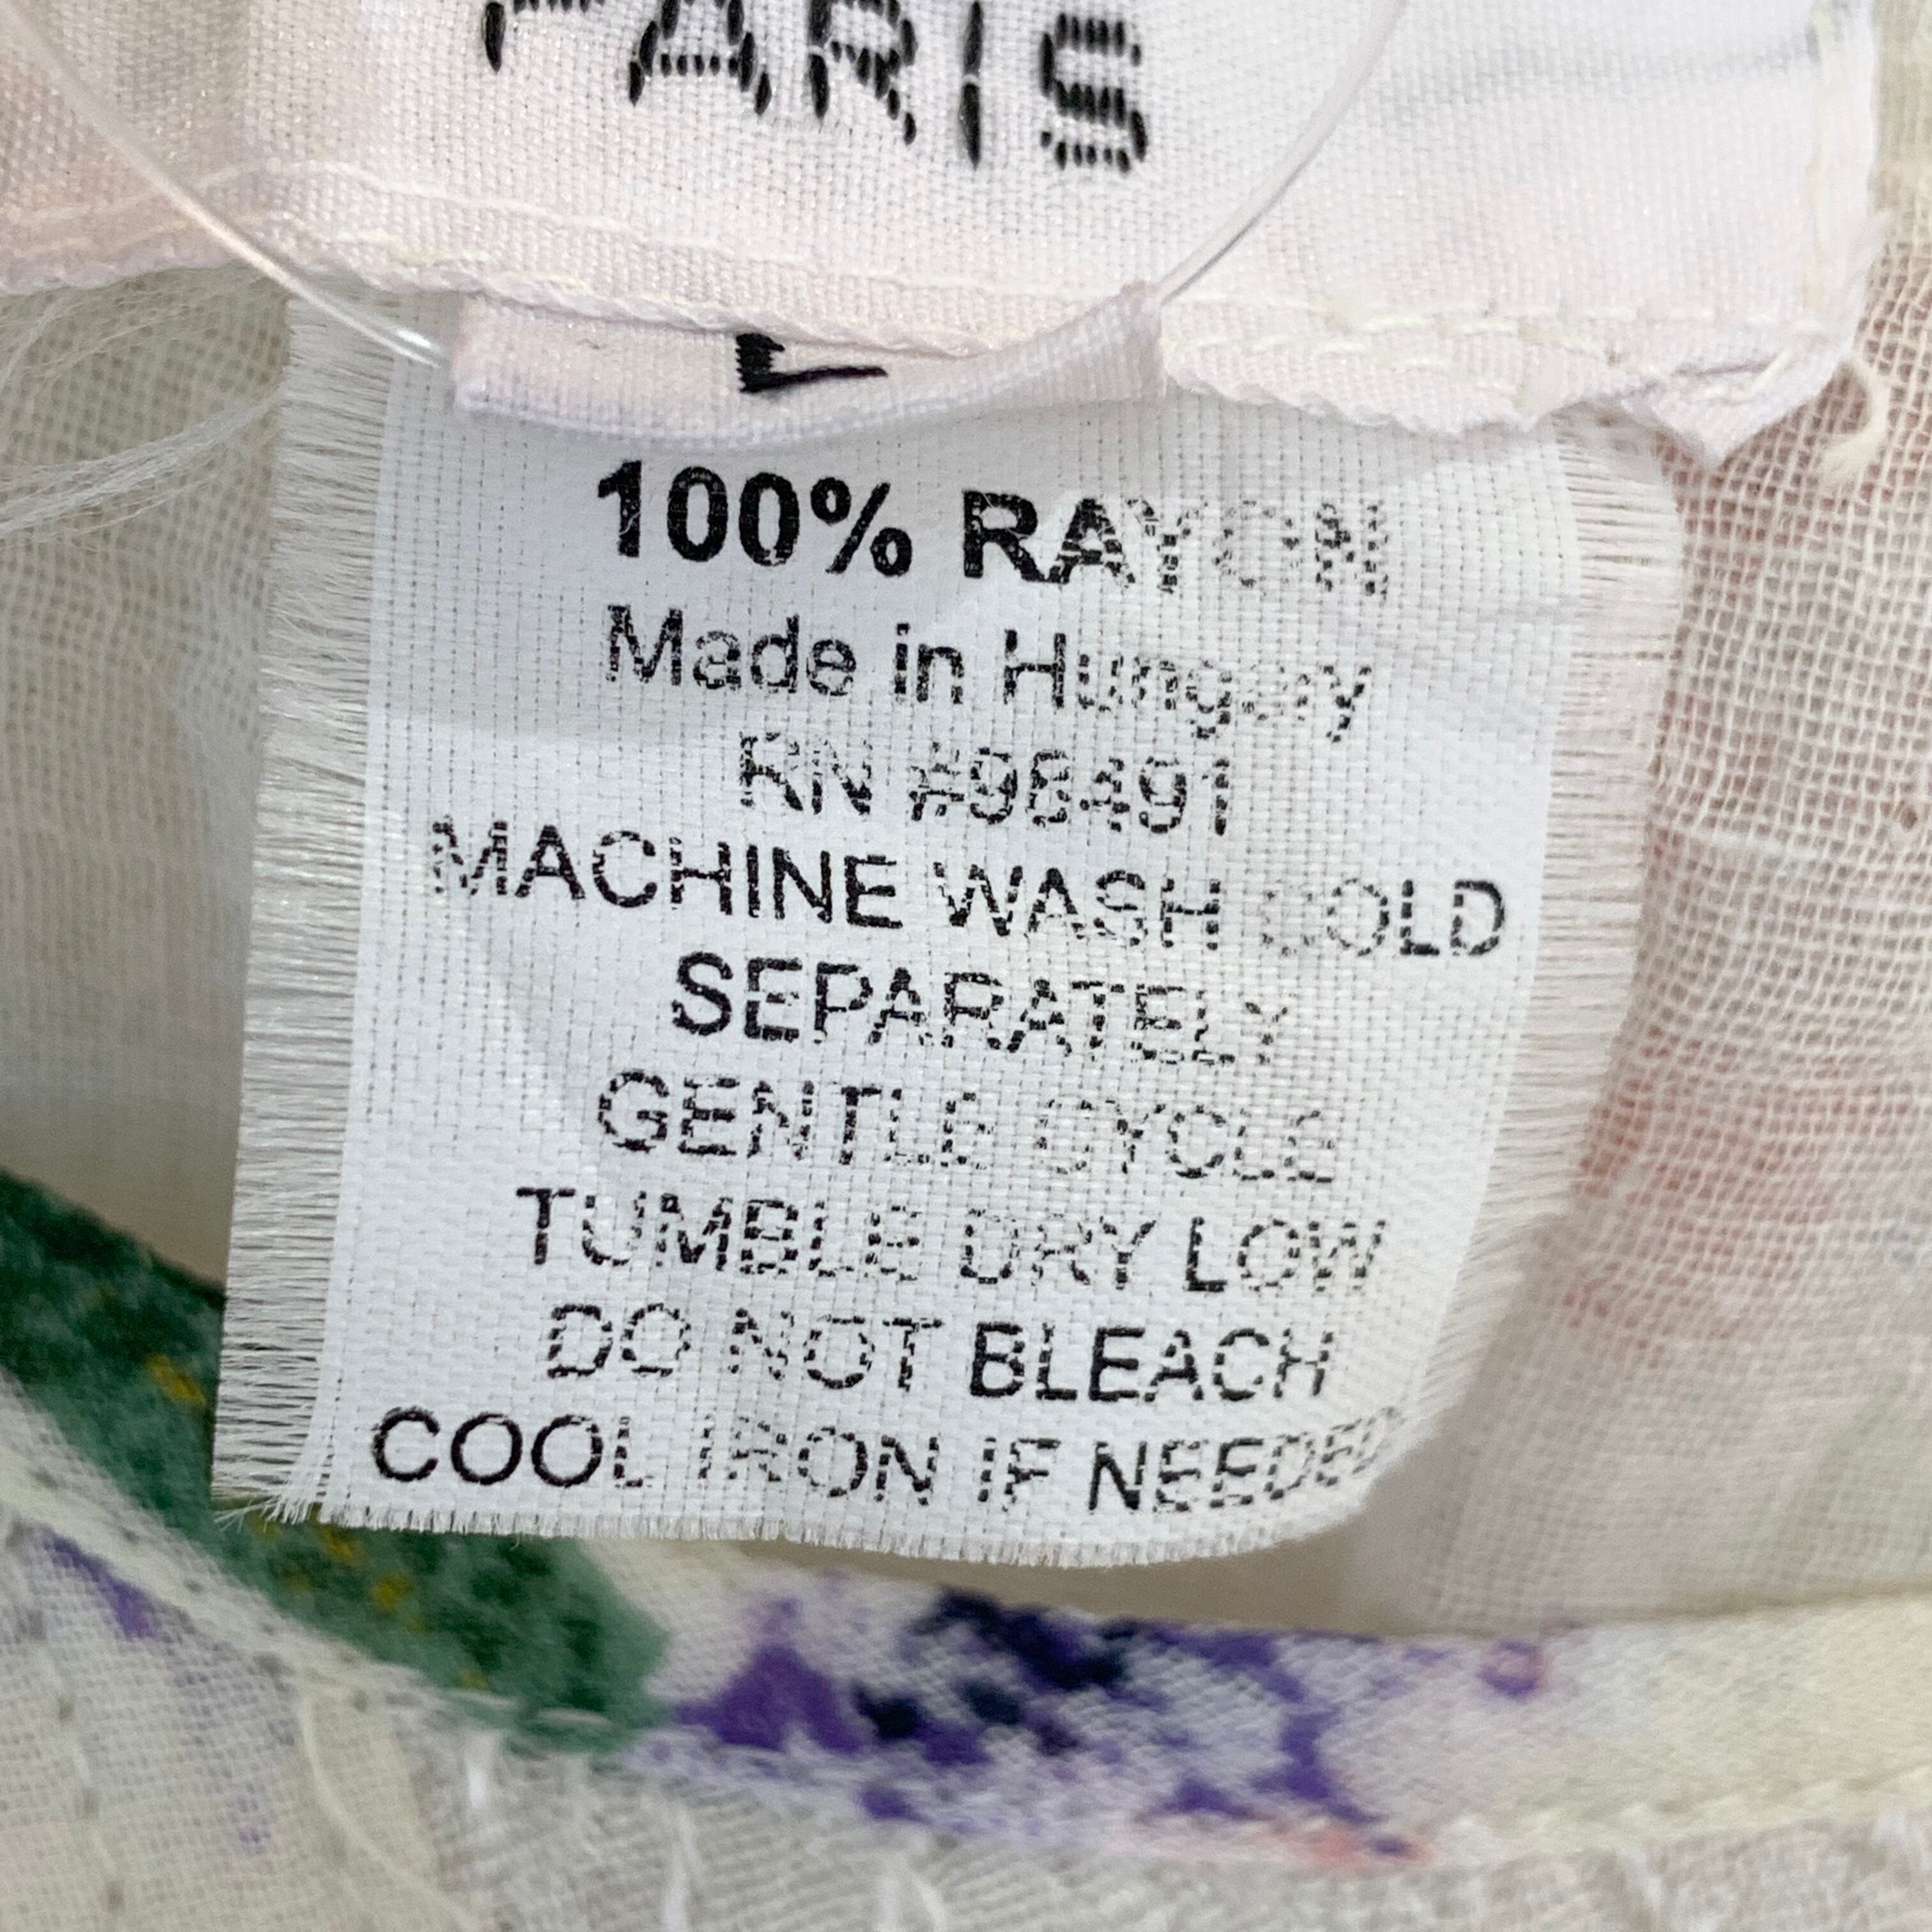 PARIS
100% RAYON
Made in Hungary
RN #98491
MACHINE WASH COLD
SEPARATELY
GENTLE CYCLE
TUMBLE DRY LOW
DO NOT BLEACH
COOL IRON IF NEEDED